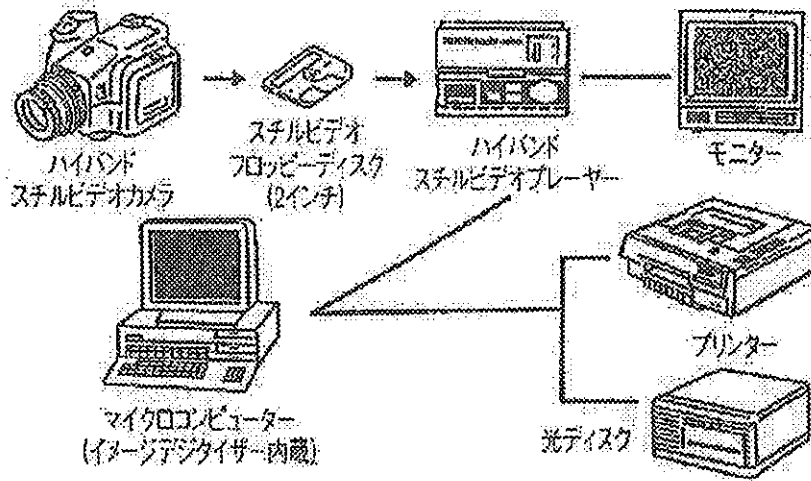 ハイバンド
スチルビデオカメラ
スチルビデオ
フロッピーディスク
(2インチ)
ハイバンド
スチルビデオプレーヤー
モニター
マイクロコンピューター
(イメージデジタイザー内蔵)
プリンター
光ディスク